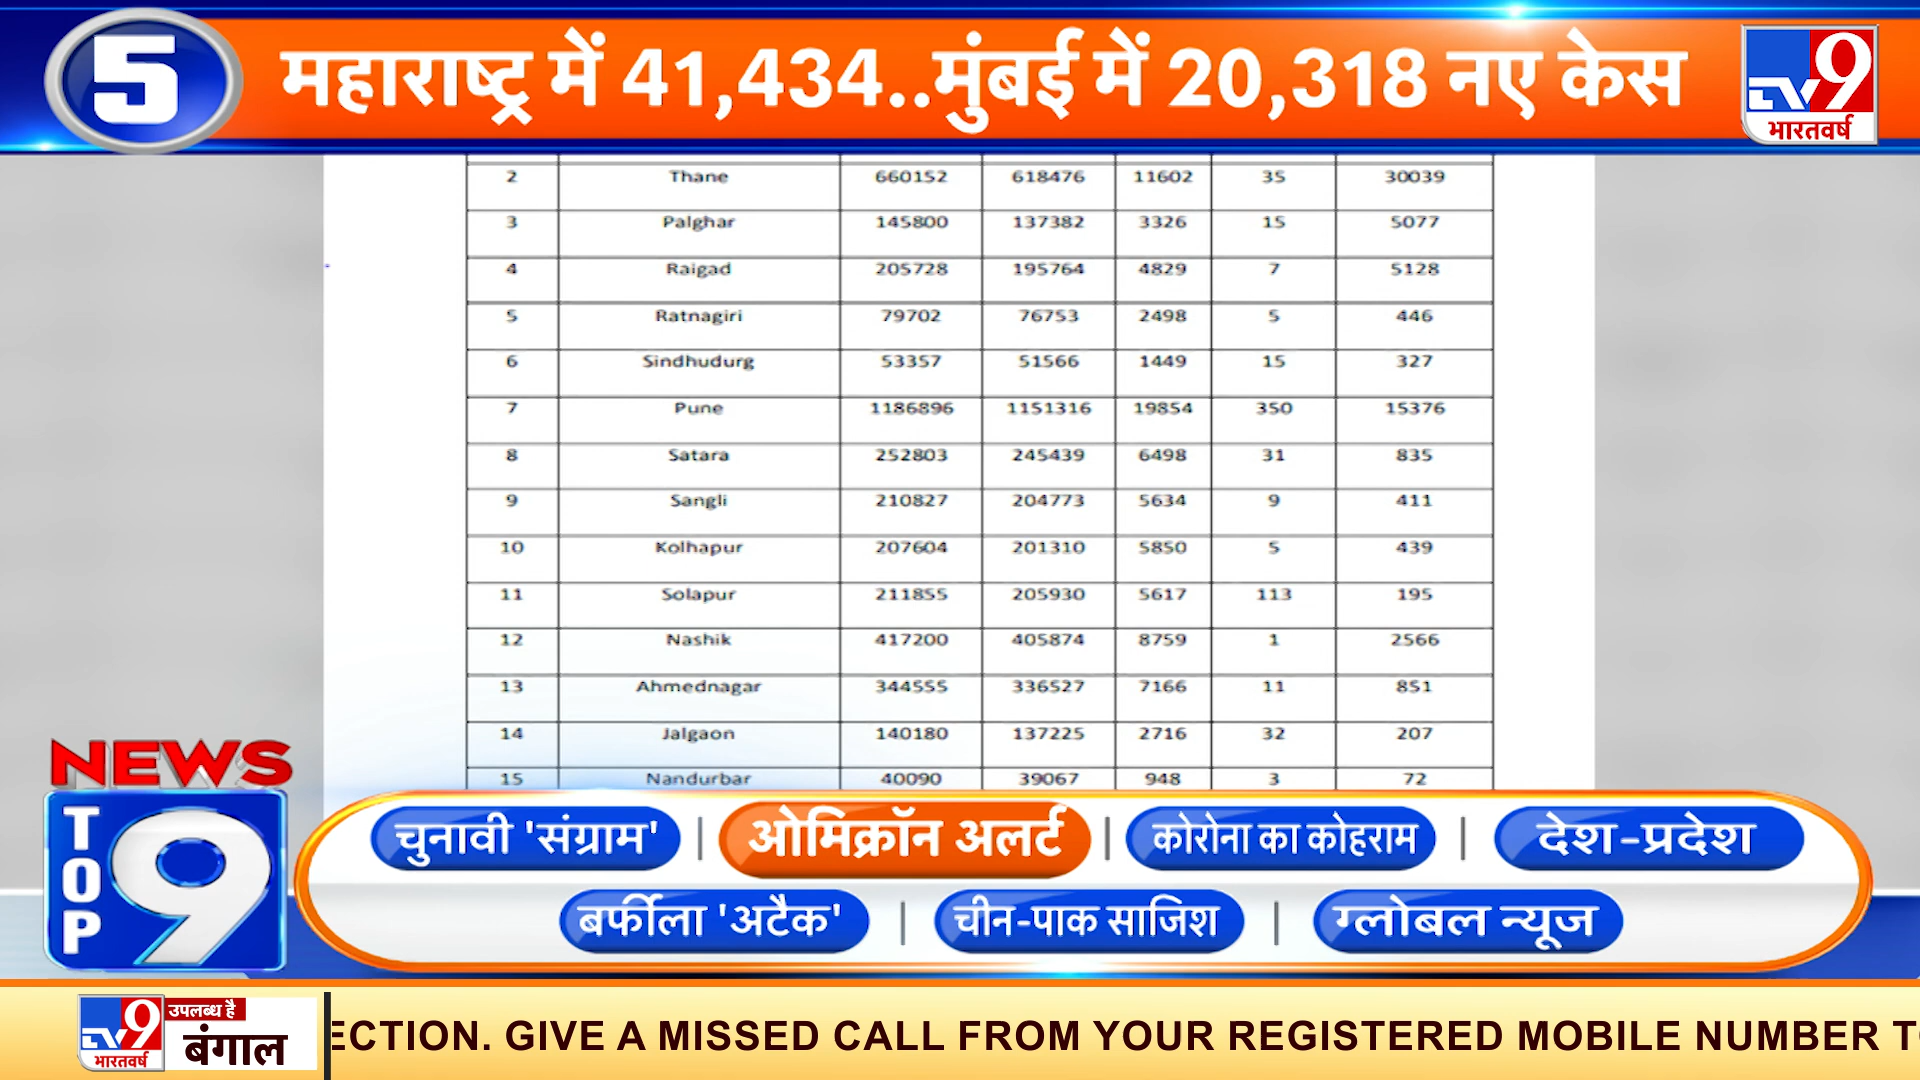 5
महाराष्ट्र में 41,434..मुंबई में 20,318 नए केस
TV9
भारतवर्ष
2 Thane 660152 618476 11602 35 30039
3 Palghar 145800 137382 3326 15 5077
4 Raigad 205728 195764 4829 7 5128
5 Ratnagiri 79702 76753 2498 5 446
6 Sindhudurg 53357 51566 1449 15 327
7 Pune 1186896 1151316 19854 350 15376
8 Satara 252803 245439 6498 31 835
9 Sangli 210827 204773 5634 9 411
10 Kolhapur 207604 201310 5850 5 439
11 Solapur 211855 205930 5617 113 195
12 Nashik 417200 405874 8759 1 2566
13 Ahmednagar 344555 336527 7166 11 851
14 Jalgaon 140180 137225 2716 32 207
15 Nandurbar 40090 39067 948 3 72
NEWS
TOP 9
चुनावी 'संग्राम' | ओमिक्रॉन अलर्ट | कोरोना का कोहराम | देश-प्रदेश
बर्फीला 'अटैक' | चीन-पाक साजिश | ग्लोबल न्यूज
TV9
भारतवर्ष
उपलब्ध है
बंगाल
ECTION. GIVE A MISSED CALL FROM YOUR REGISTERED MOBILE NUMBER T